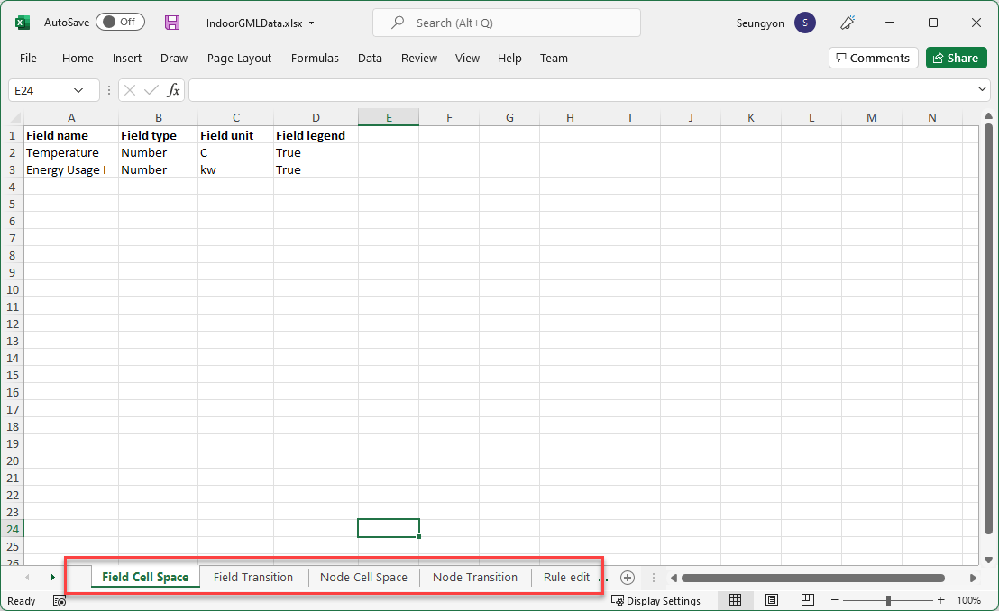 AutoSave Off IndoorGMLData.xlsx Search (Alt+Q) Seungyon S
File Home Insert Draw Page Layout Formulas Data Review View Help Team Comments Share
E24 fx
A B C D E F G H I J K L M N
1 Field name Field type Field unit Field legend
2 Temperature Number C True
3 Energy Usage I Number kw True
4
5
6
7
8
9
10
11
12
13
14
15
16
17
18
19
20
21
22
23
24
25
26
Field Cell Space Field Transition Node Cell Space Node Transition Rule edit ...
Ready Display Settings 100%